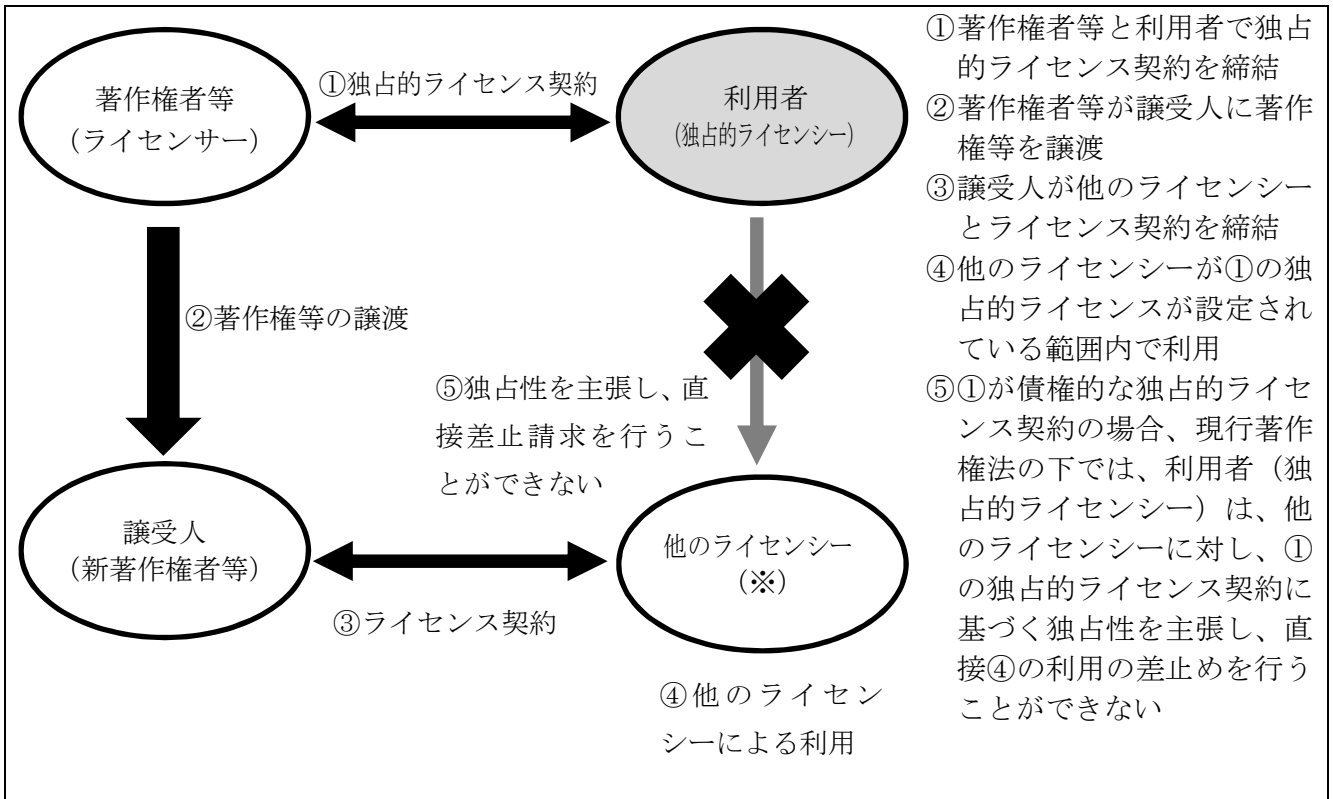 ①独占的ライセンス契約
著作権者等
(ライセンサー)
利用者
(独占的ライセンシー)
②著作権等の譲渡
⑤独占性を主張し、直
接差止請求を行うこ
とができない
譲受人
(新著作権者等)
他のライセンシー
(※)
③ライセンス契約
④他のライセン
シーによる利用
①著作権者等と利用者で独占
的ライセンス契約を締結
②著作権者等が譲受人に著作
権等を譲渡
③譲受人が他のライセンシー
とライセンス契約を締結
④他のライセンシーが①の独
占的ライセンスが設定され
ている範囲内で利用
⑤①が債権的な独占的ライセ
ンス契約の場合、現行著作
権法の下では、利用者(独
占的ライセンシー)は、他
のライセンシーに対し、①
の独占的ライセンス契約に
基づく独占性を主張し、直
接④の利用の差止めを行う
ことができない